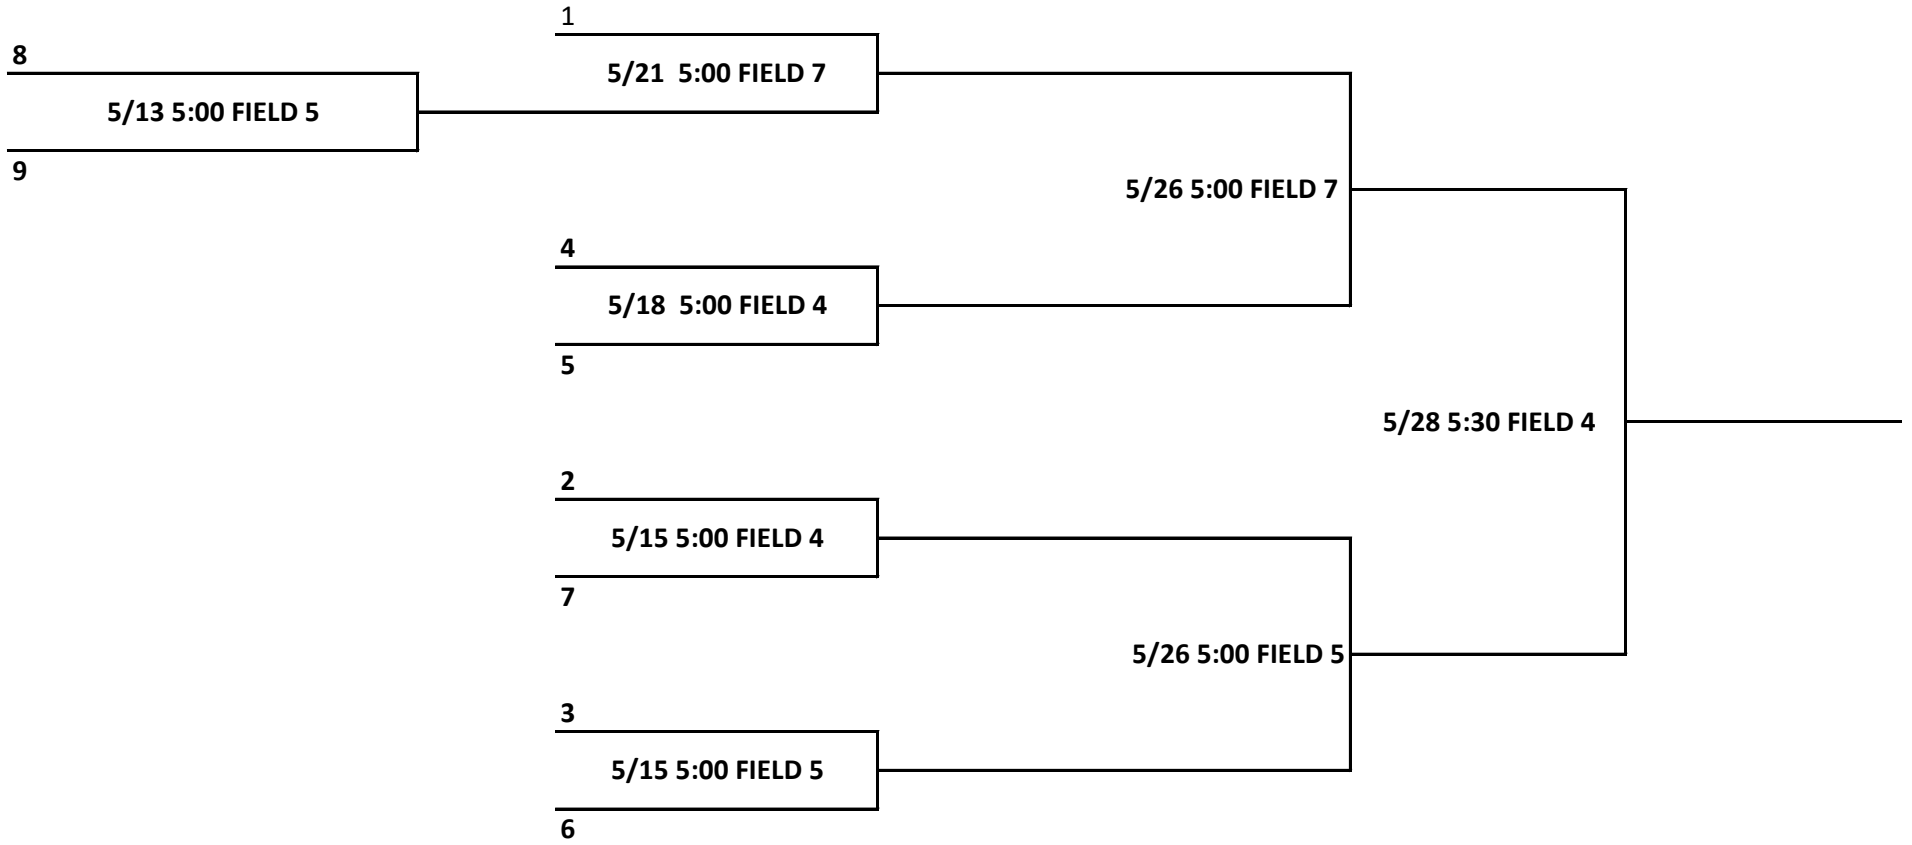 1
8
5/21  5:00 FIELD 7
5/13 5:00 FIELD 5
9
5/26 5:00 FIELD 7
4
5/18  5:00 FIELD 4
5
5/28 5:30 FIELD 4
2
5/15 5:00 FIELD 4
7
5/26 5:00 FIELD 5
3
5/15 5:00 FIELD 5
6